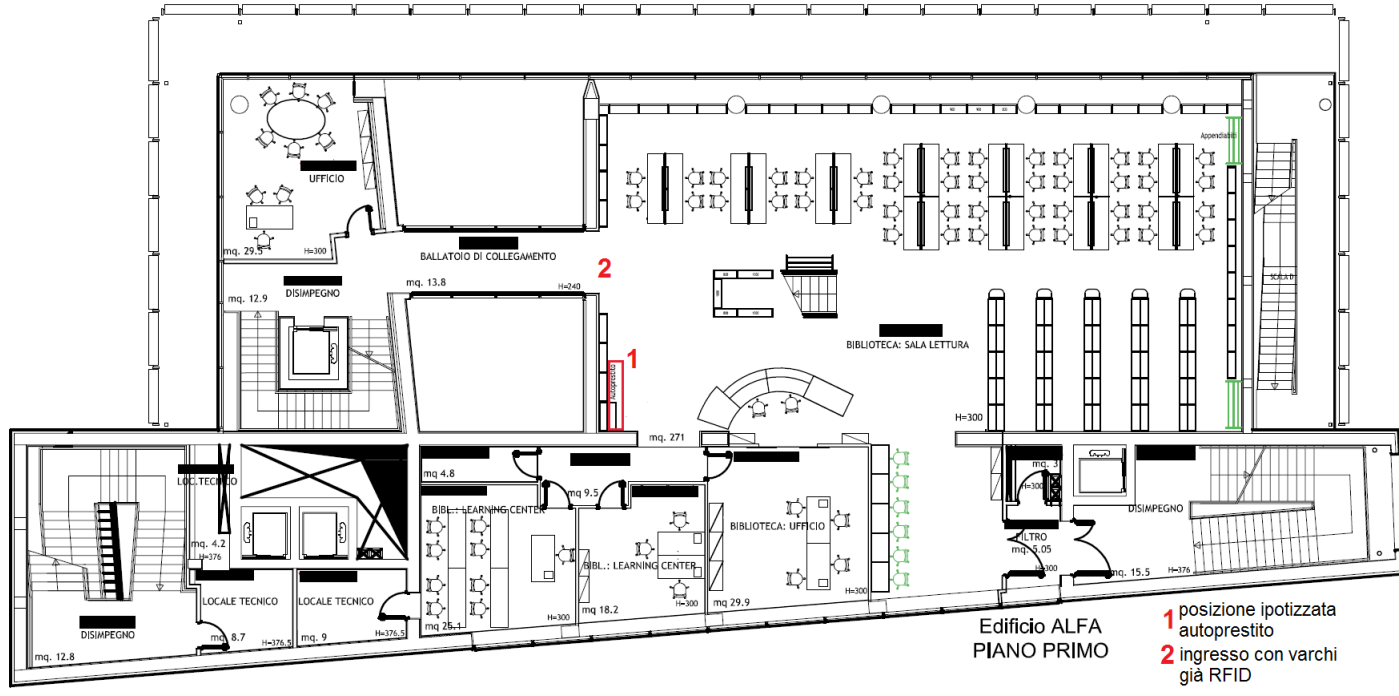 Appendiabiti
UFFICIO
mq. 29.5
H=300
BALLATOIO DI COLLEGAMENTO
2
DISIMPEGNO
mq. 13.8
H=240
mq. 12.9
SCALA D
BIBLIOTECA: SALA LETTURA
1
Autoprestito
H=300
mq. 271
LOC.TECNICO
mq 4.8
mq. 3
H=300
mq 9.5
BIBL.: LEARNING CENTER
BIBLIOTECA: UFFICIO
DISIMPEGNO
FILTRO
mq. 4.2
H=376
mq. 5.05
BIBL.: LEARNING CENTER
H=300
mq. 15.5
H=376
LOCALE TECNICO
LOCALE TECNICO
mq 18.2
H=300
mq 29.9
H=300
H=300
mq 25.1
DISIMPEGNO
mq. 8.7
H=376.5
mq. 9
H=376.5
mq. 12.8
Edificio ALFA
PIANO PRIMO
1 posizione ipotizzata
autoprestito
2 ingresso con varchi
già RFID